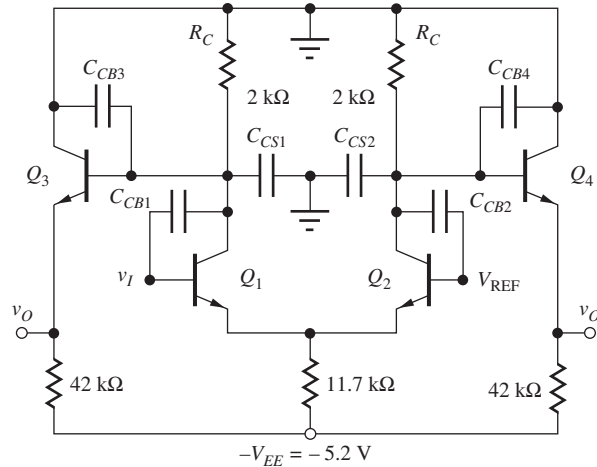 R_C
R_C
C_CB3
C_CB4
2 kΩ
2 kΩ
C_CS1
C_CS2
Q_3
Q_4
C_CB1
C_CB2
v_I
Q_1
Q_2
V_REF
v_O
v_O
42 kΩ
11.7 kΩ
42 kΩ
–V_EE = – 5.2 V